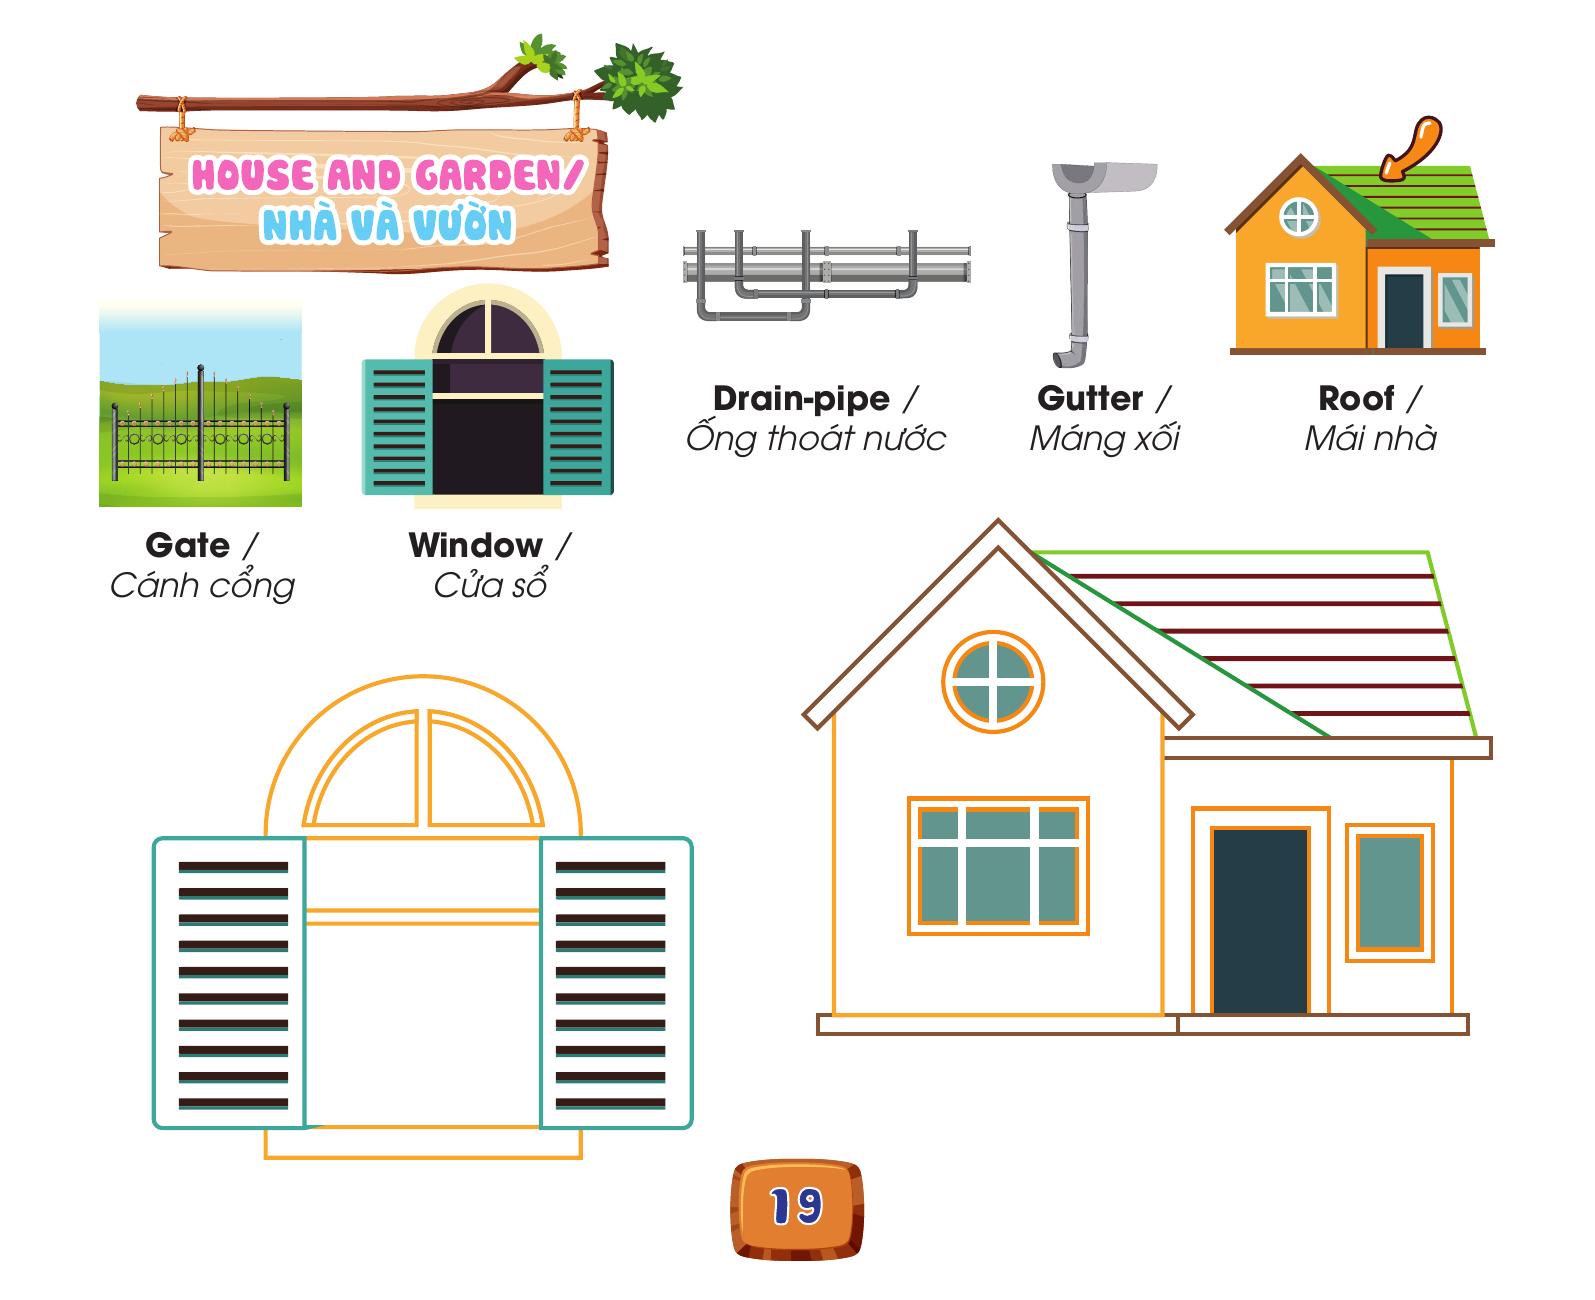 HOUSE AND GARDEN/
NHÀ VÀ VƯỜN
Drain-pipe /
Ống thoát nước
Gutter /
Máng xối
Roof /
Mái nhà
Gate /
Cánh cổng
Window /
Cửa sổ
19